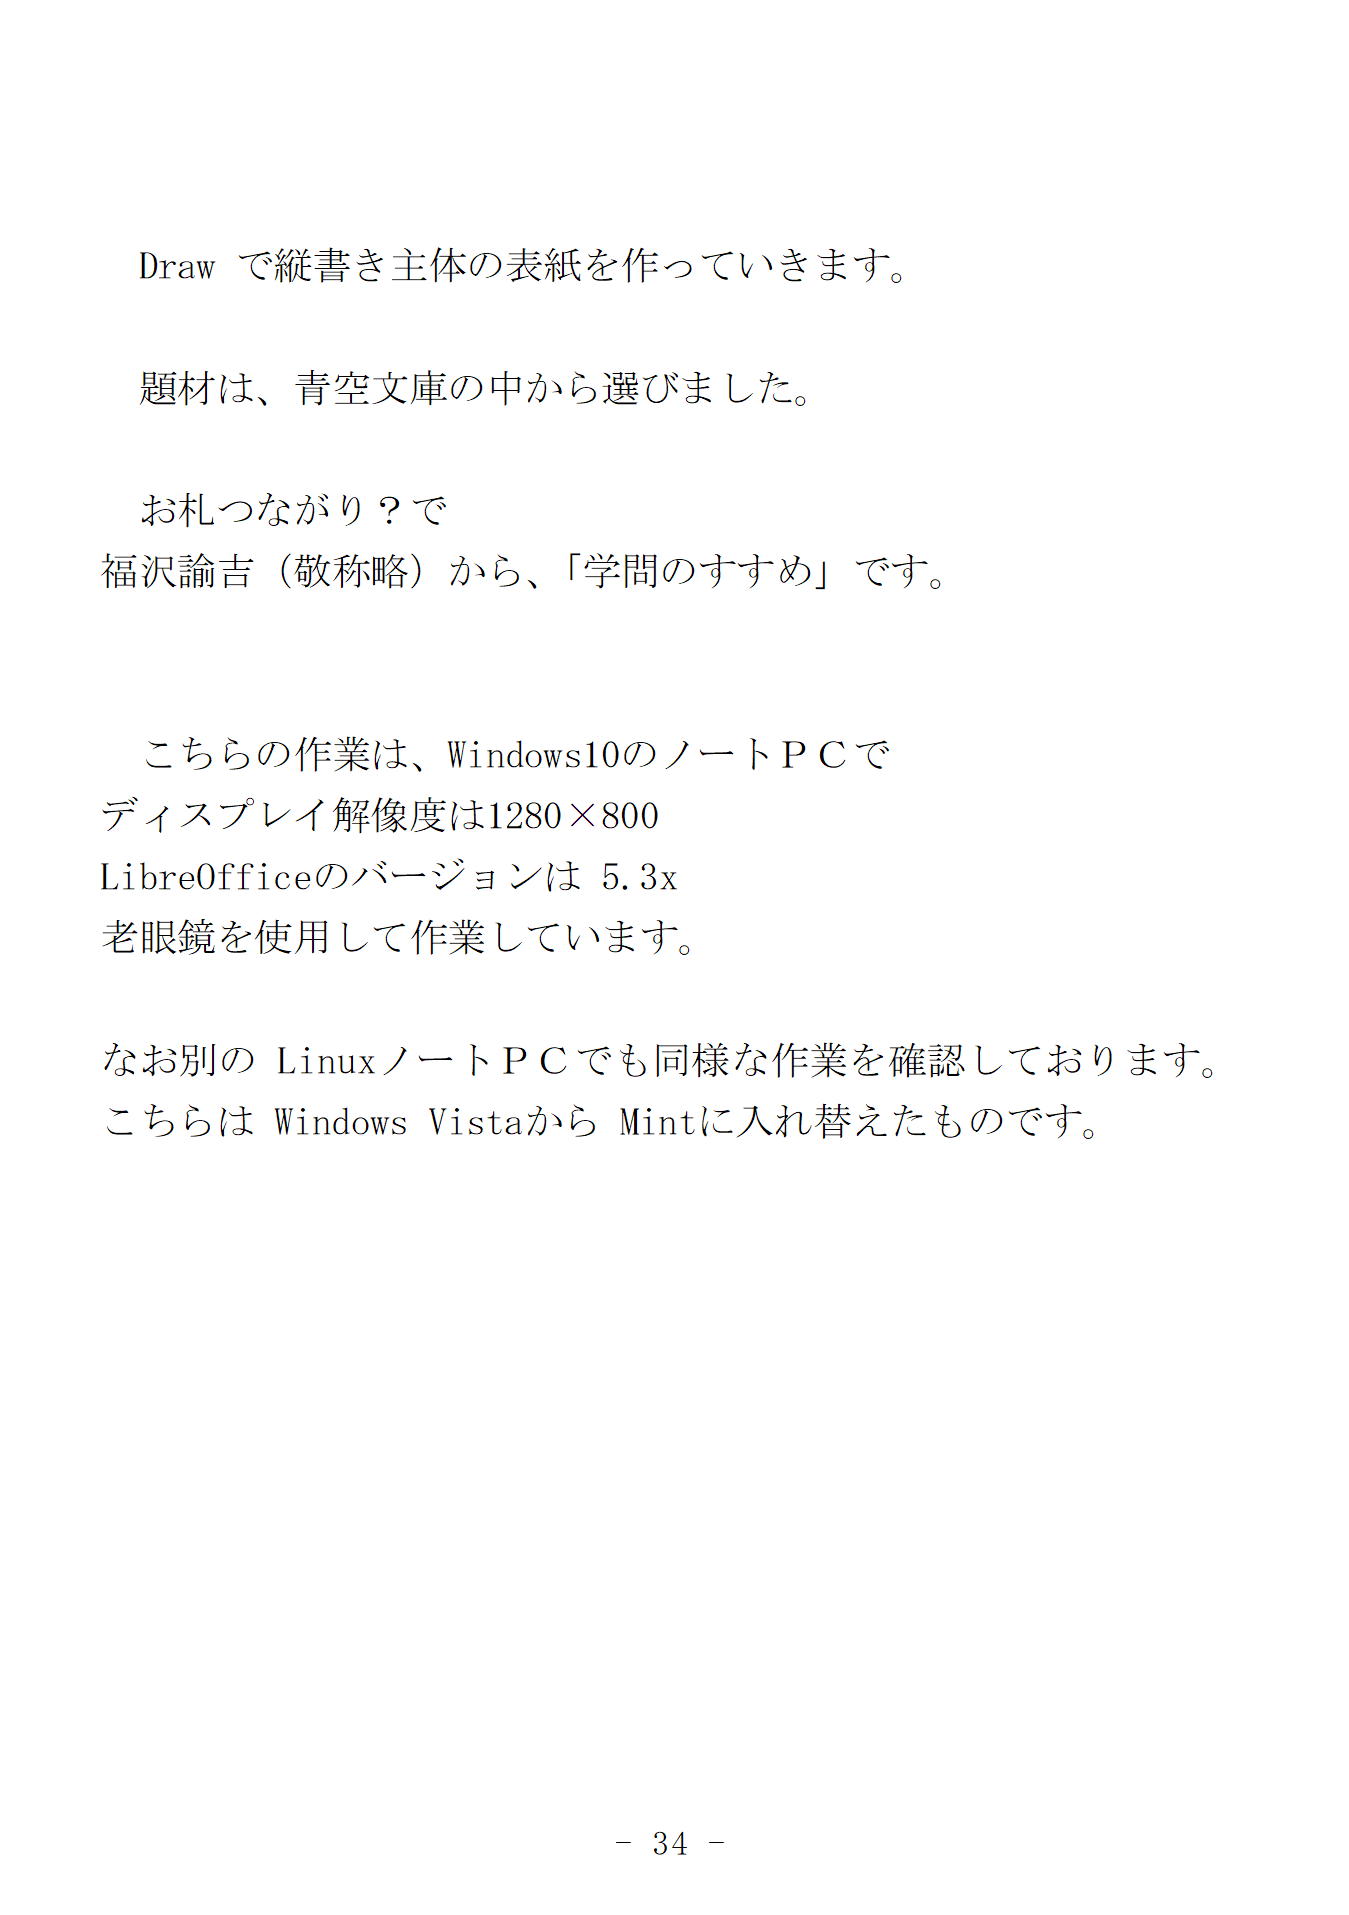 Draw で縦書き主体の表紙を作っていきます。
題材は、青空文庫の中から選びました。
お札つながり？で
福沢諭吉（敬称略）から、「学問のすすめ」です。
こちらの作業は、Windows10のノートＰＣで
ディスプレイ解像度は1280×800
LibreOfficeのバージョンは 5.3x
老眼鏡を使用して作業しています。
なお別の LinuxノートＰＣでも同様な作業を確認しております。
こちらは Windows Vistaから Mintに入れ替えたものです。
- 34 -